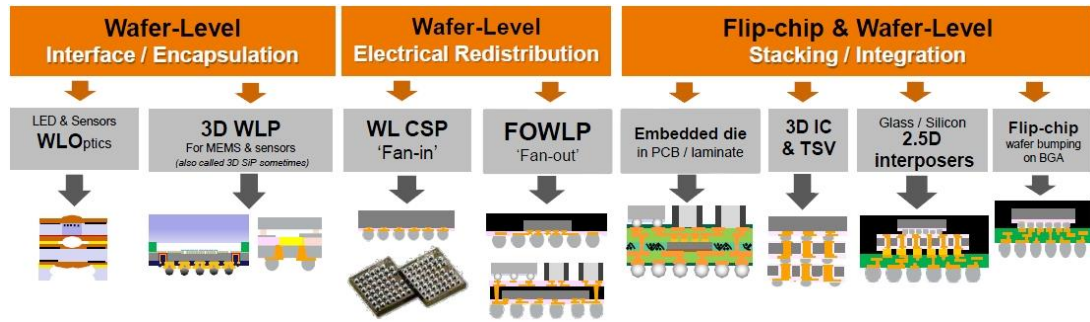 Wafer-Level
Interface / Encapsulation
Wafer-Level
Electrical Redistribution
Flip-chip & Wafer-Level
Stacking / Integration
LED & Sensors
WLOptics
3D WLP
For MEMS & sensors
(also called 3D SiP sometimes)
WL CSP
'Fan-in'
FOWLP
'Fan-out'
Embedded die
in PCB / laminate
3D IC
& TSV
Glass / Silicon
2.5D
interposers
Flip-chip
wafer bumping
on BGA